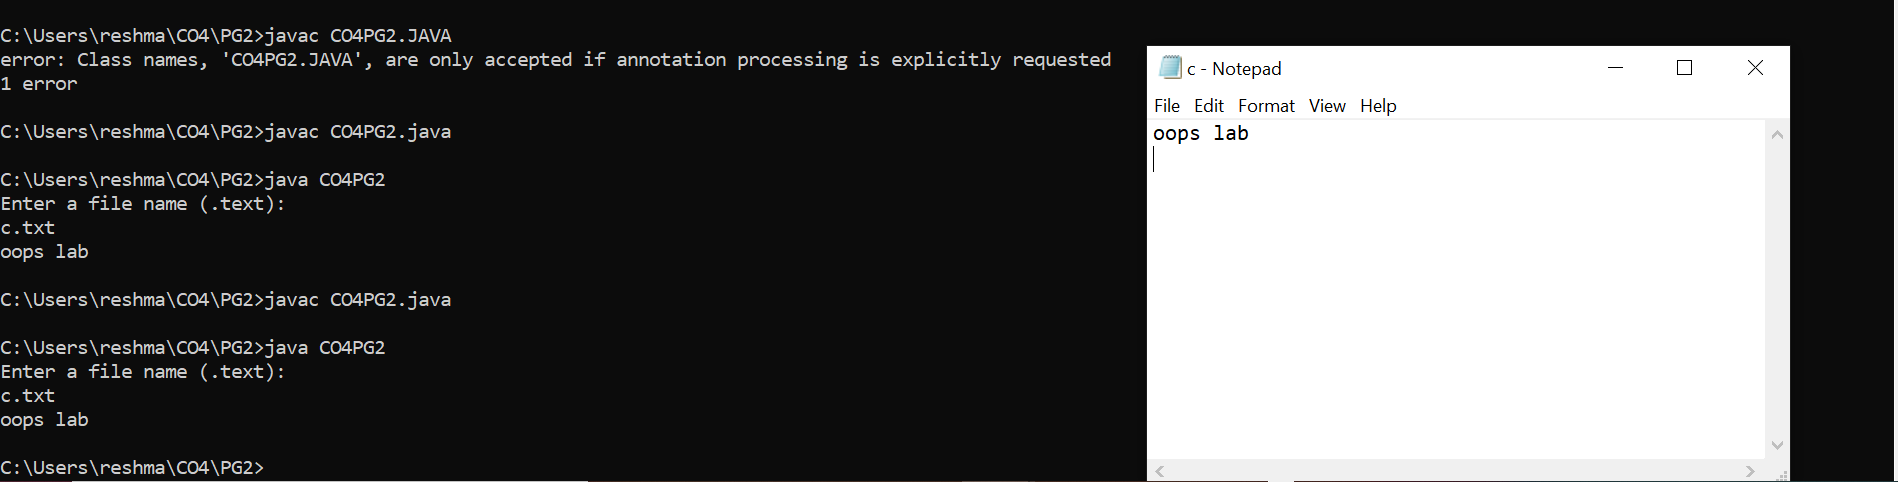 C:\Users\reshma\CO4\PG2>javac CO4PG2.JAVA
error: Class names, 'CO4PG2.JAVA', are only accepted if annotation processing is explicitly requested
1 error
C:\Users\reshma\CO4\PG2>javac CO4PG2.java
C:\Users\reshma\CO4\PG2>java CO4PG2
Enter a file name (.text):
c.txt
oops lab
C:\Users\reshma\CO4\PG2>javac CO4PG2.java
C:\Users\reshma\CO4\PG2>java CO4PG2
Enter a file name (.text):
c.txt
oops lab
C:\Users\reshma\CO4\PG2>
c - Notepad
File Edit Format View Help
oops lab